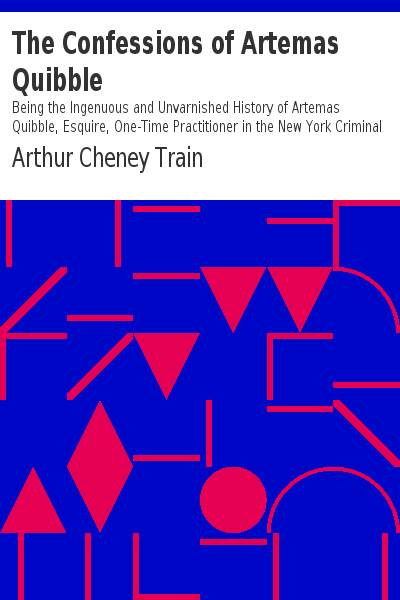 The Confessions of Artemas
Quibble
Being the Ingenuous and Unvarnished History of Artemas
Quibble, Esquire, One-Time Practitioner in the New York Criminal
Arthur Cheney Train